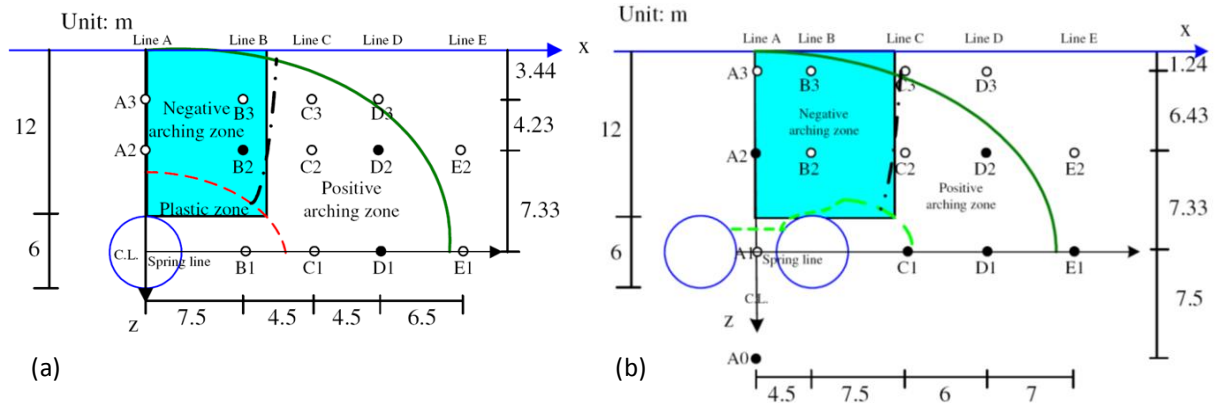 Unit: m
Line A Line B Line C Line D Line E X
3.44
A3 Negative B3 C3 D3
arching zone
4.23
12
A2 B2 C2 D2 E2
Positive
arching zone
Plastic zone
7.33
6
C.L. Spring line
B1 C1 D1 E1
Z
7.5 4.5 4.5 6.5
(a)
Unit: m
Line A Line B Line C Line D Line E X
1.24
A3 B3 C3 D3
Negative
arching zone
6.43
12
A2 B2 C2 D2 E2
Positive
arching zone
7.33
6
A1 Spring line C1 D1 E1
C.L.
Z
7.5
A0
4.5 7.5 6 7
(b)